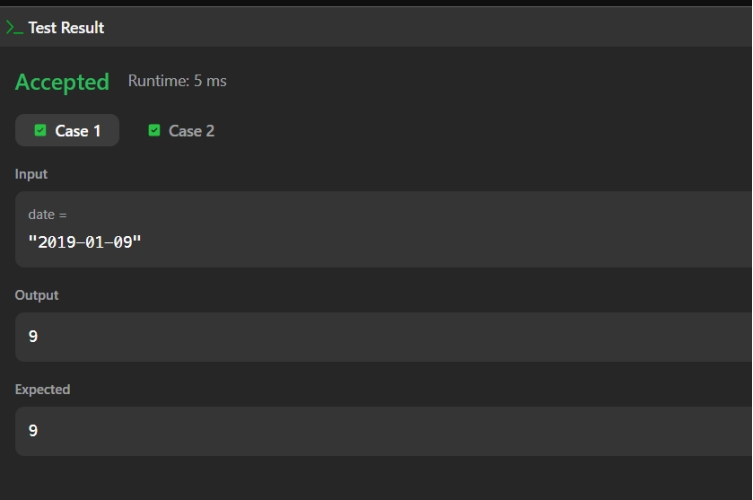 Test Result
Accepted Runtime: 5 ms
Case 1 Case 2
Input
date =
"2019-01-09"
Output
9
Expected
9